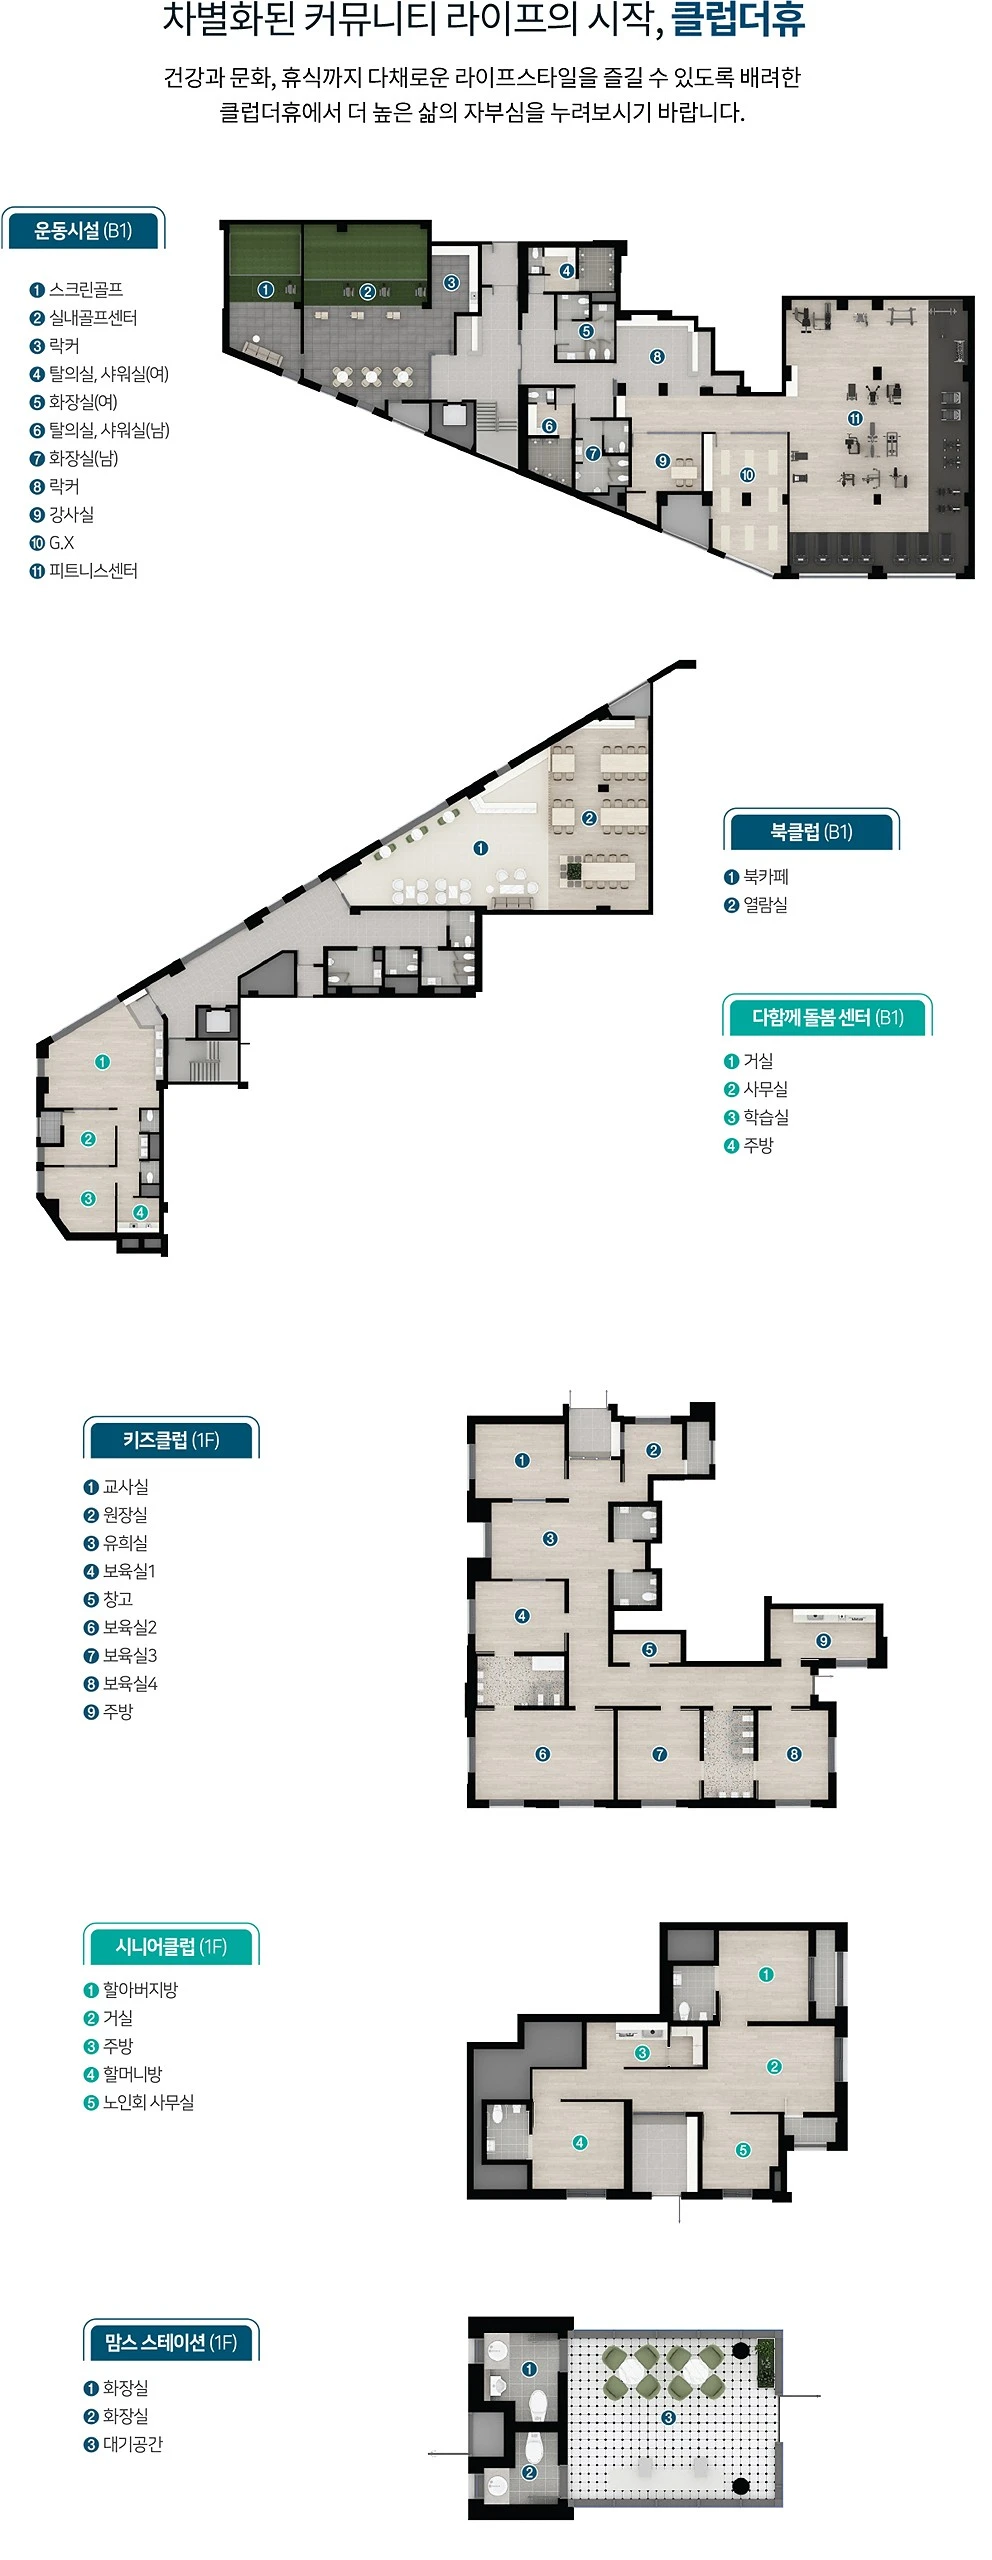 차별화된 커뮤니티 라이프의 시작, 클럽더휴
건강과 문화, 휴식까지 다채로운 라이프스타일을 즐길 수 있도록 배려한
클럽더휴에서 더 높은 삶의 자부심을 누려보시기 바랍니다.
운동시설 (B1)
1 스크린골프
2 실내골프센터
3 락커
4 탈의실, 샤워실(여)
5 화장실(여)
6 탈의실, 샤워실(남)
7 화장실(남)
8 락커
9 강사실
10 G.X
11 피트니스센터
1
2
3
4
5
6
7
8
9
10
11
북클럽 (B1)
1 북카페
2 열람실
다함께 돌봄 센터 (B1)
1 거실
2 사무실
3 학습실
4 주방
1
2
1
2
3
4
키즈클럽 (1F)
1 교사실
2 원장실
3 유희실
4 보육실1
5 창고
6 보육실2
7 보육실3
8 보육실4
9 주방
1
2
3
4
5
6
7
8
9
시니어클럽 (1F)
1 할아버지방
2 거실
3 주방
4 할머니방
5 노인회 사무실
1
2
3
4
5
맘스 스테이션 (1F)
1 화장실
2 화장실
3 대기공간
1
2
3